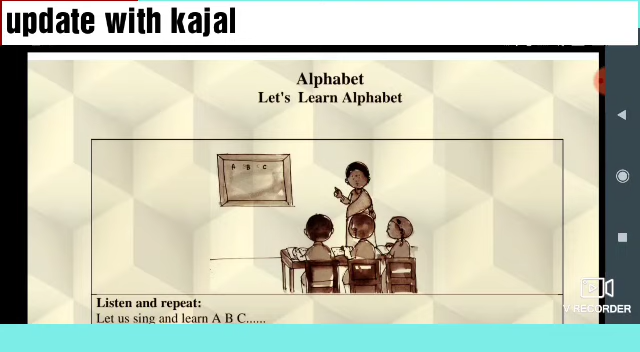 update with kajal
Alphabet
Let's Learn Alphabet
A B C
Listen and repeat:
Let us sing and learn A B C......
V RECORDER